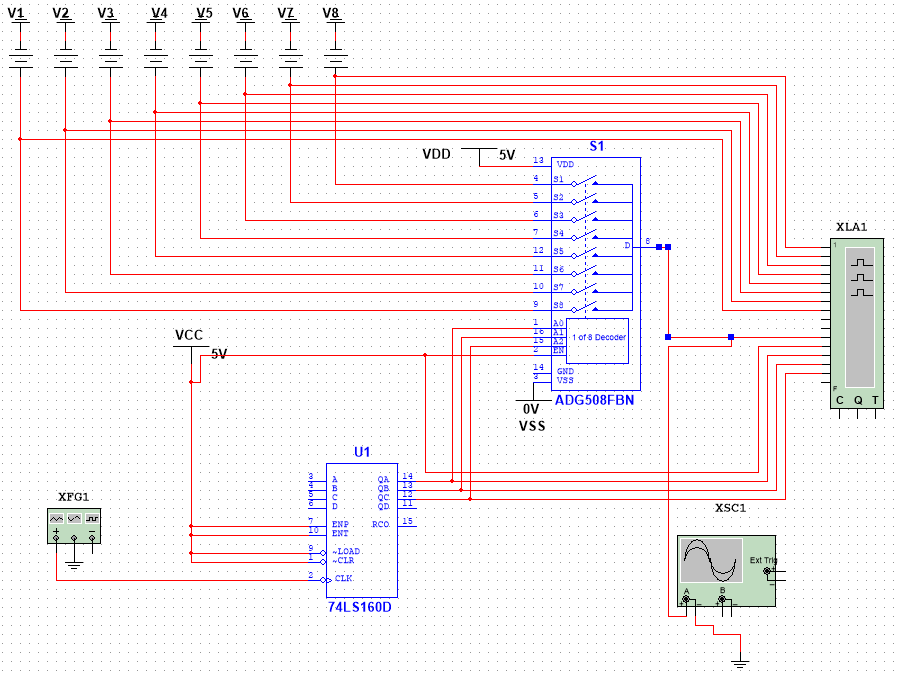 V1 V2 V3 V4 V5 V6 V7 V8
S1
VDD 5V
13 VDD
4 S1
5 S2
6 S3
7 S4
12 S5
11 S6
10 S7
9 S8
D 8
1 A0
16 A1
15 A2
2 EN
1 of 8 Decoder
14 GND
3 VSS
ADG508FBN
0V
VSS
XLA1
1
F
C Q T
VCC
5V
U1
3 A QA 14
4 B QB 13
5 C QC 12
6 D QD 11
7 ENP RCO 15
10 ENT
9 ~LOAD
1 ~CLR
2 CLK
74LS160D
XFG1
+ −
XSC1
Ext Trig
+
−
A B
+ − + −